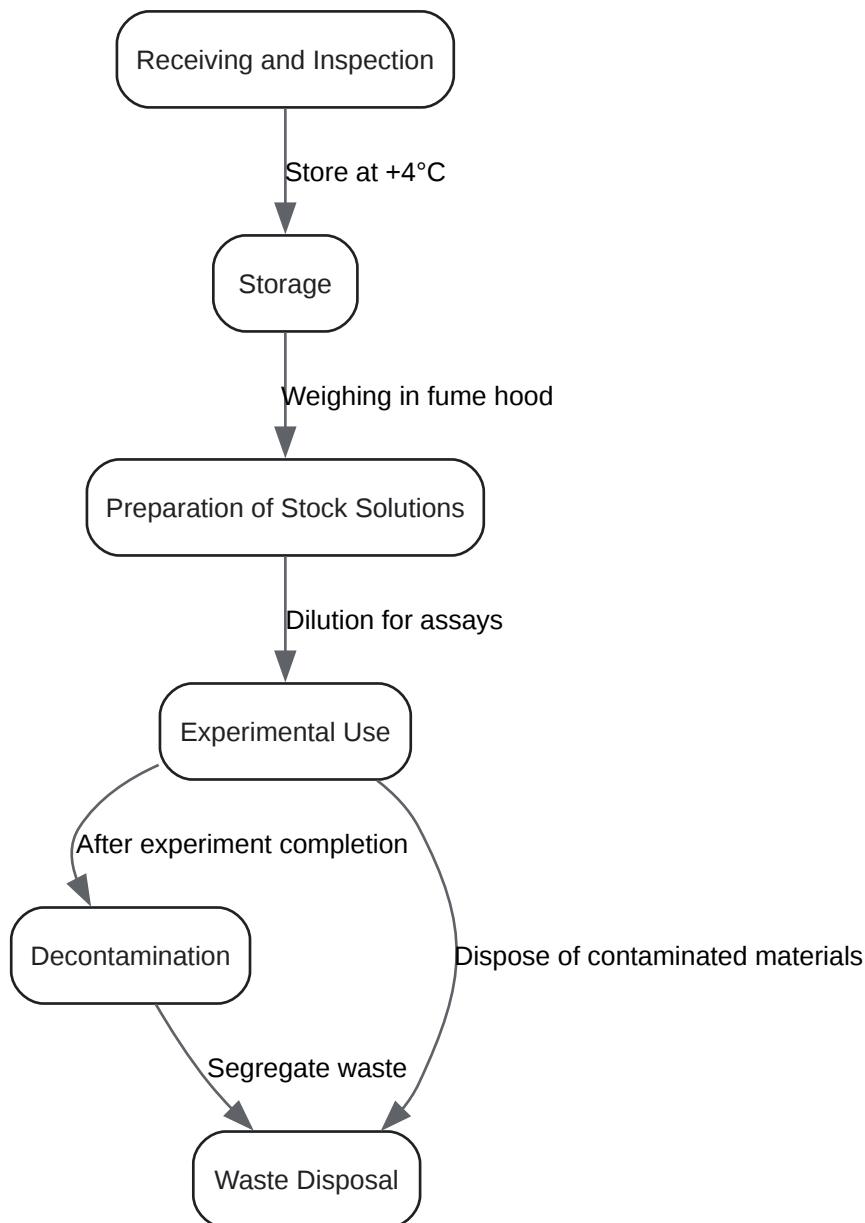 Receiving and Inspection
Store at +4°C
Storage
Weighing in fume hood
Preparation of Stock Solutions
Dilution for assays
Experimental Use
After experiment completion
Decontamination
Dispose of contaminated materials
Segregate waste
Waste Disposal